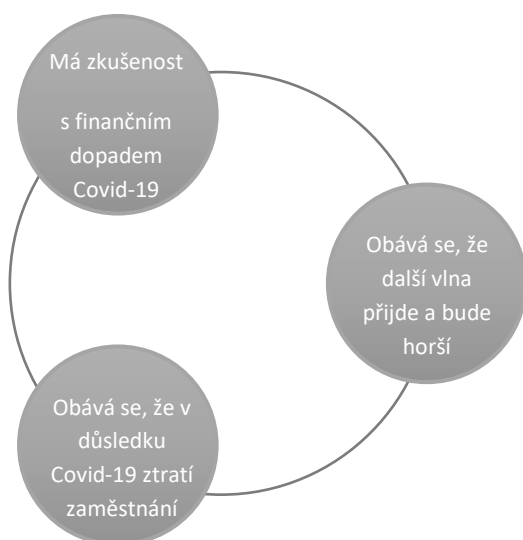 Má zkušenost
s finančním
dopadem
Covid-19
Obává se, že
další vlna
přijde a bude
horší
Obává se, že v
důsledku
Covid-19 ztratí
zaměstnání